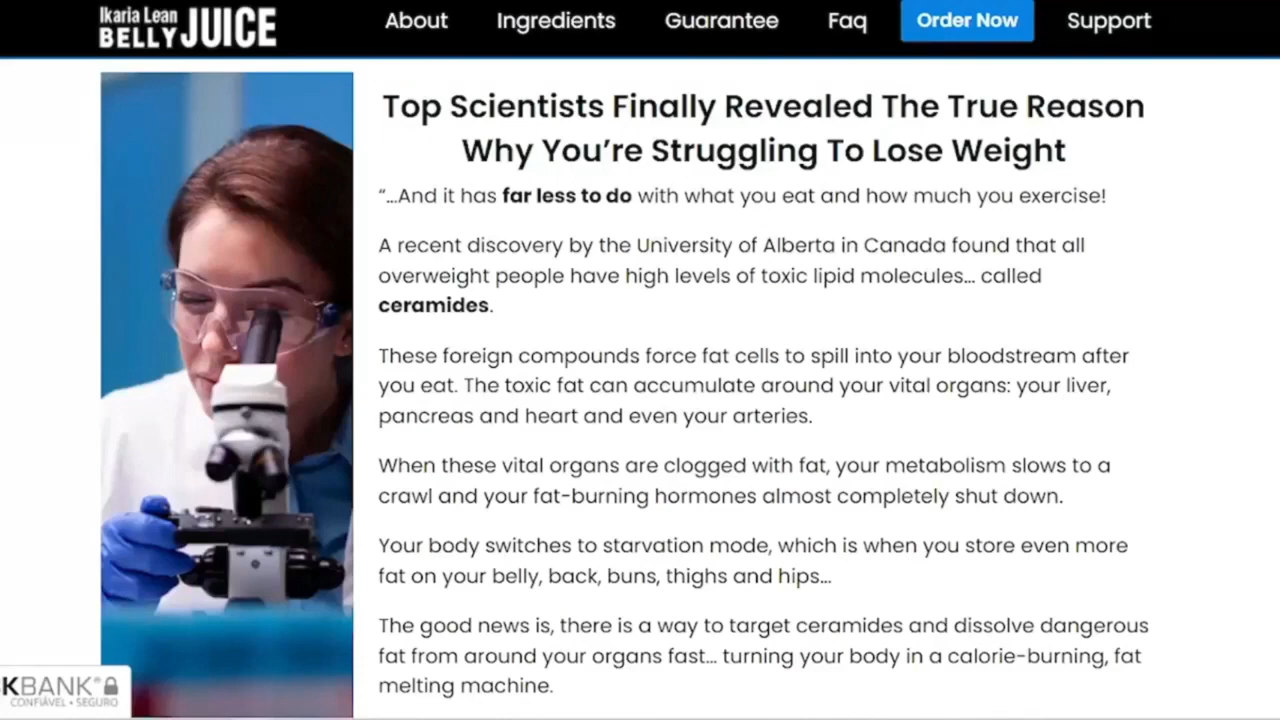 Ikaria Lean
BELLY JUICE
About Ingredients Guarantee Faq Order Now Support
Top Scientists Finally Revealed The True Reason
Why You’re Struggling To Lose Weight
“...And it has far less to do with what you eat and how much you exercise!
A recent discovery by the University of Alberta in Canada found that all
overweight people have high levels of toxic lipid molecules... called
ceramides.
These foreign compounds force fat cells to spill into your bloodstream after
you eat. The toxic fat can accumulate around your vital organs: your liver,
pancreas and heart and even your arteries.
When these vital organs are clogged with fat, your metabolism slows to a
crawl and your fat-burning hormones almost completely shut down.
Your body switches to starvation mode, which is when you store even more
fat on your belly, back, buns, thighs and hips...
The good news is, there is a way to target ceramides and dissolve dangerous
fat from around your organs fast... turning your body in a calorie-burning, fat
melting machine.
KBANK®
CONFIÁVEL • SEGURO